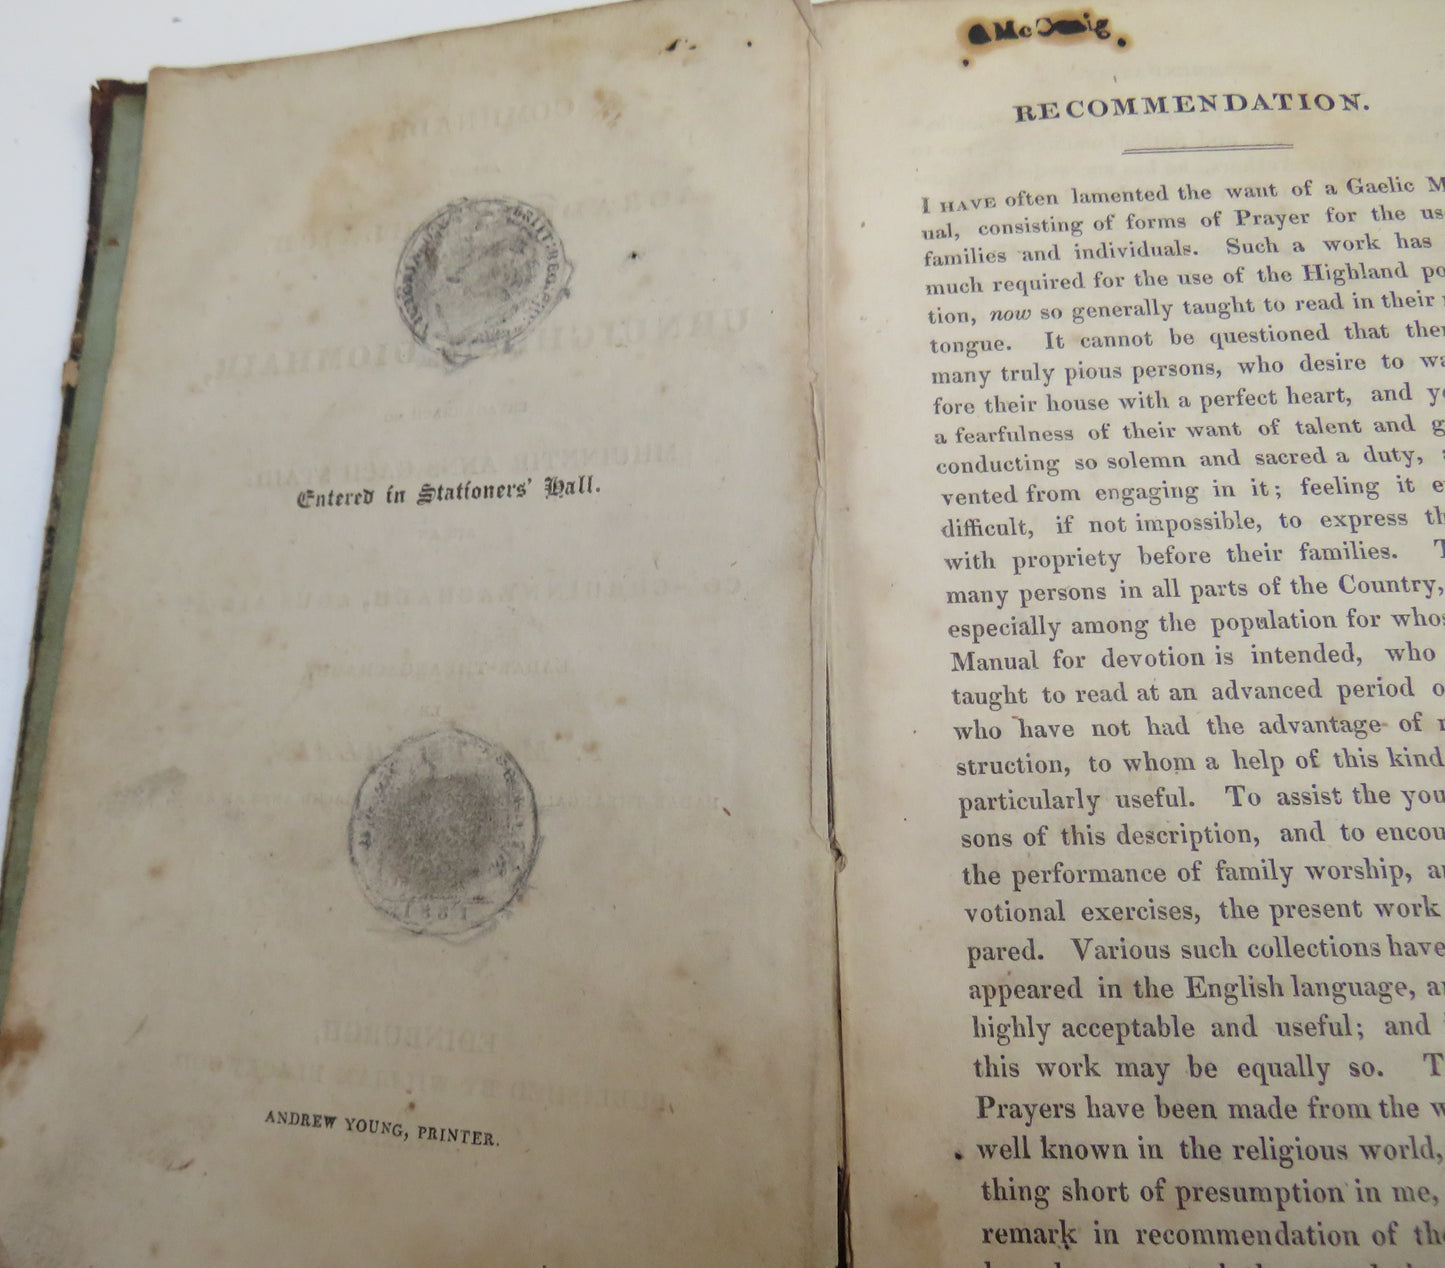 Entered in Stationers' Hall.
1881
ANDREW YOUNG, PRINTER.
RECOMMENDATION.
I HAVE often lamented the want of a Gaelic M
ual, consisting of forms of Prayer for the us
families and individuals. Such a work has
much required for the use of the Highland po
tion, now so generally taught to read in their
tongue. It cannot be questioned that the
many truly pious persons, who desire to wa
fore their house with a perfect heart, and y
a fearfulness of their want of talent and g
conducting so solemn and sacred a duty,
vented from engaging in it; feeling it e
difficult, if not impossible, to express th
with propriety before their families. T
many persons in all parts of the Country,
especially among the population for whos
Manual for devotion is intended, who
taught to read at an advanced period o
who have not had the advantage of
struction, to whom a help of this kind
particularly useful. To assist the you
sons of this description, and to encou
the performance of family worship, a
votional exercises, the present work
pared. Various such collections have
appeared in the English language, a
highly acceptable and useful; and
this work may be equally so. T
Prayers have been made from the w
well known in the religious world,
thing short of presumption in me,
remark in recommendation of th